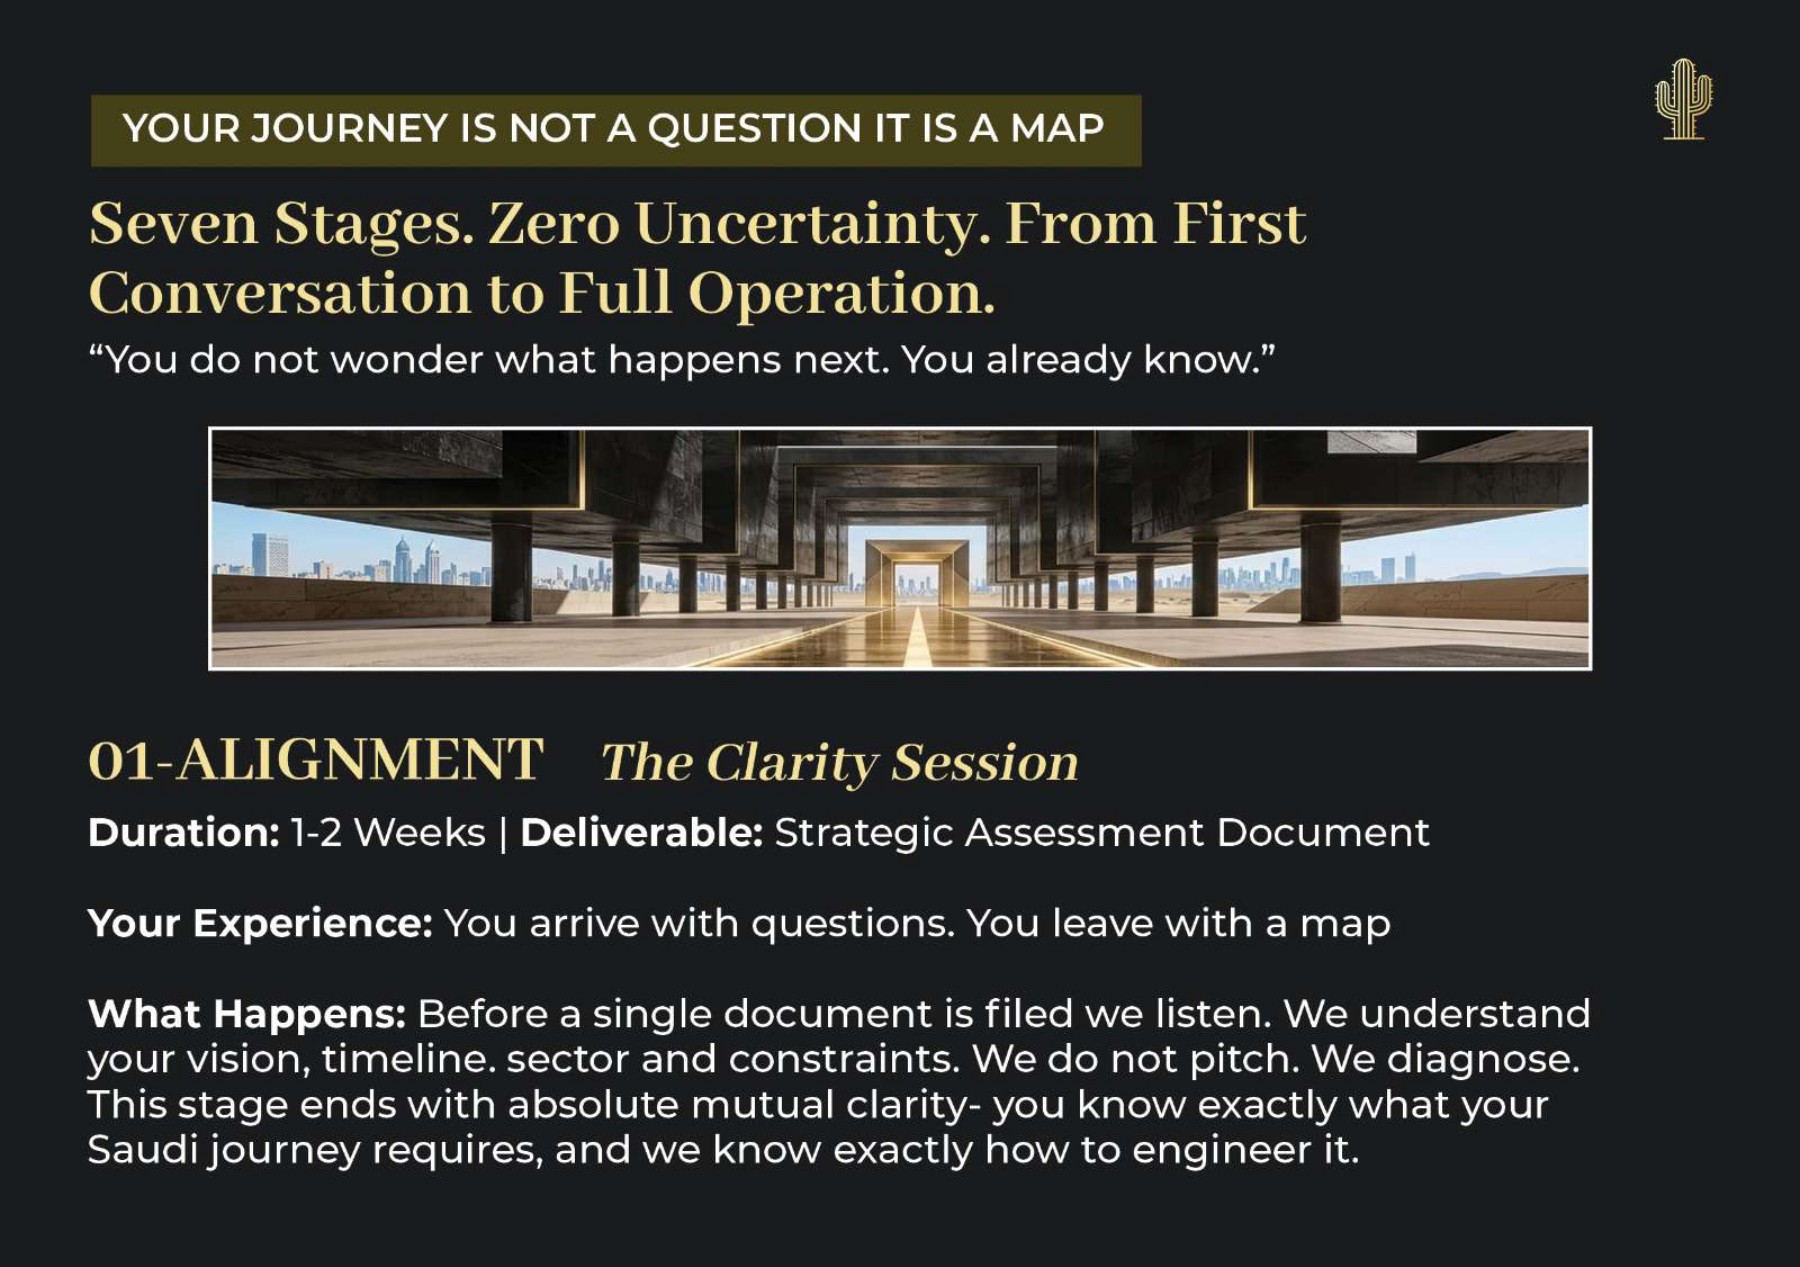 YOUR JOURNEY IS NOT A QUESTION IT IS A MAP
Seven Stages. Zero Uncertainty. From First
Conversation to Full Operation.
“You do not wonder what happens next. You already know.”
01-ALIGNMENT The Clarity Session
Duration: 1-2 Weeks | Deliverable: Strategic Assessment Document
Your Experience: You arrive with questions. You leave with a map
What Happens: Before a single document is filed we listen. We understand
your vision, timeline. sector and constraints. We do not pitch. We diagnose.
This stage ends with absolute mutual clarity- you know exactly what your
Saudi journey requires, and we know exactly how to engineer it.